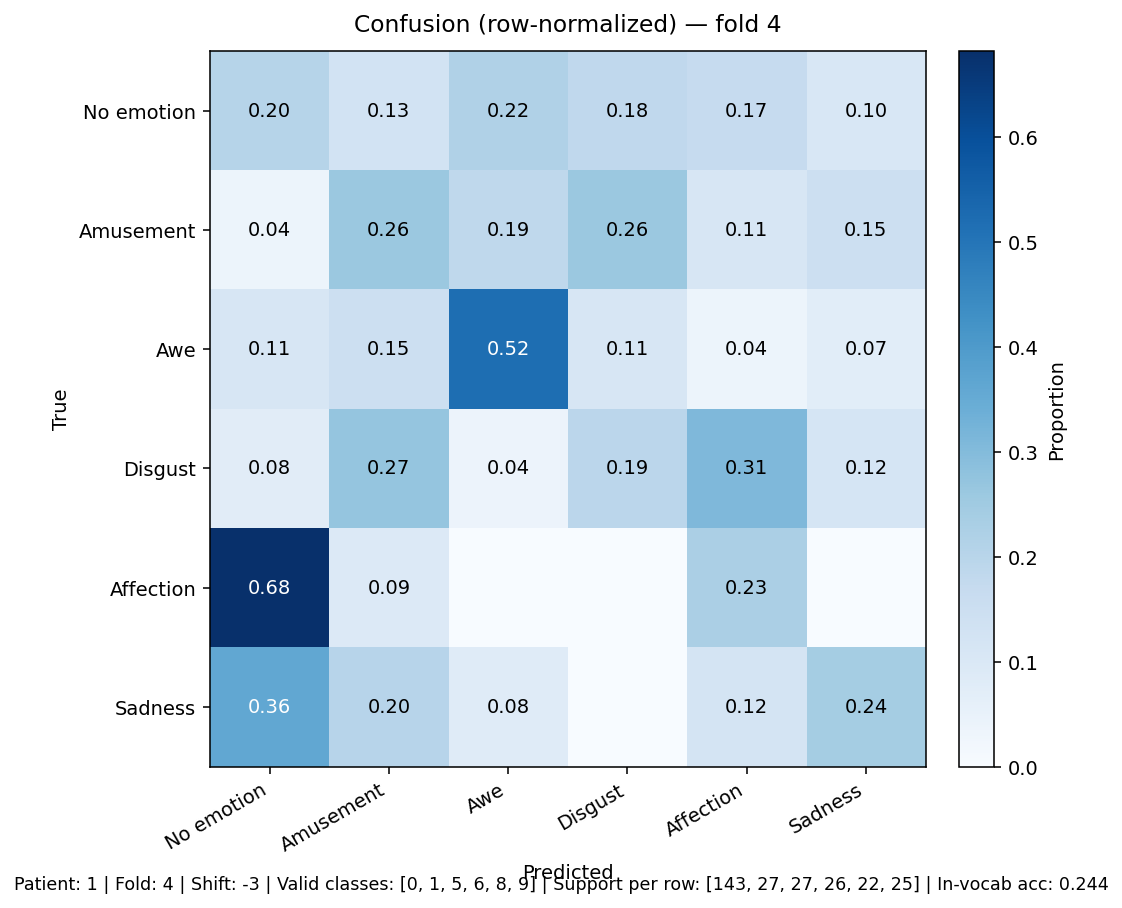 Confusion (row-normalized) — fold 4
No emotion 0.20 0.13 0.22 0.18 0.17 0.10
Amusement 0.04 0.26 0.19 0.26 0.11 0.15
Awe 0.11 0.15 0.52 0.11 0.04 0.07
Disgust 0.08 0.27 0.04 0.19 0.31 0.12
Affection 0.68 0.09 0.23
Sadness 0.36 0.20 0.08 0.12 0.24
True
No emotion Amusement Awe Disgust Affection Sadness
Predicted
0.6
0.5
0.4
0.3
0.2
0.1
0.0
Proportion
Patient: 1 | Fold: 4 | Shift: -3 | Valid classes: [0, 1, 5, 6, 8, 9] | Support per row: [143, 27, 27, 26, 22, 25] | In-vocab acc: 0.244